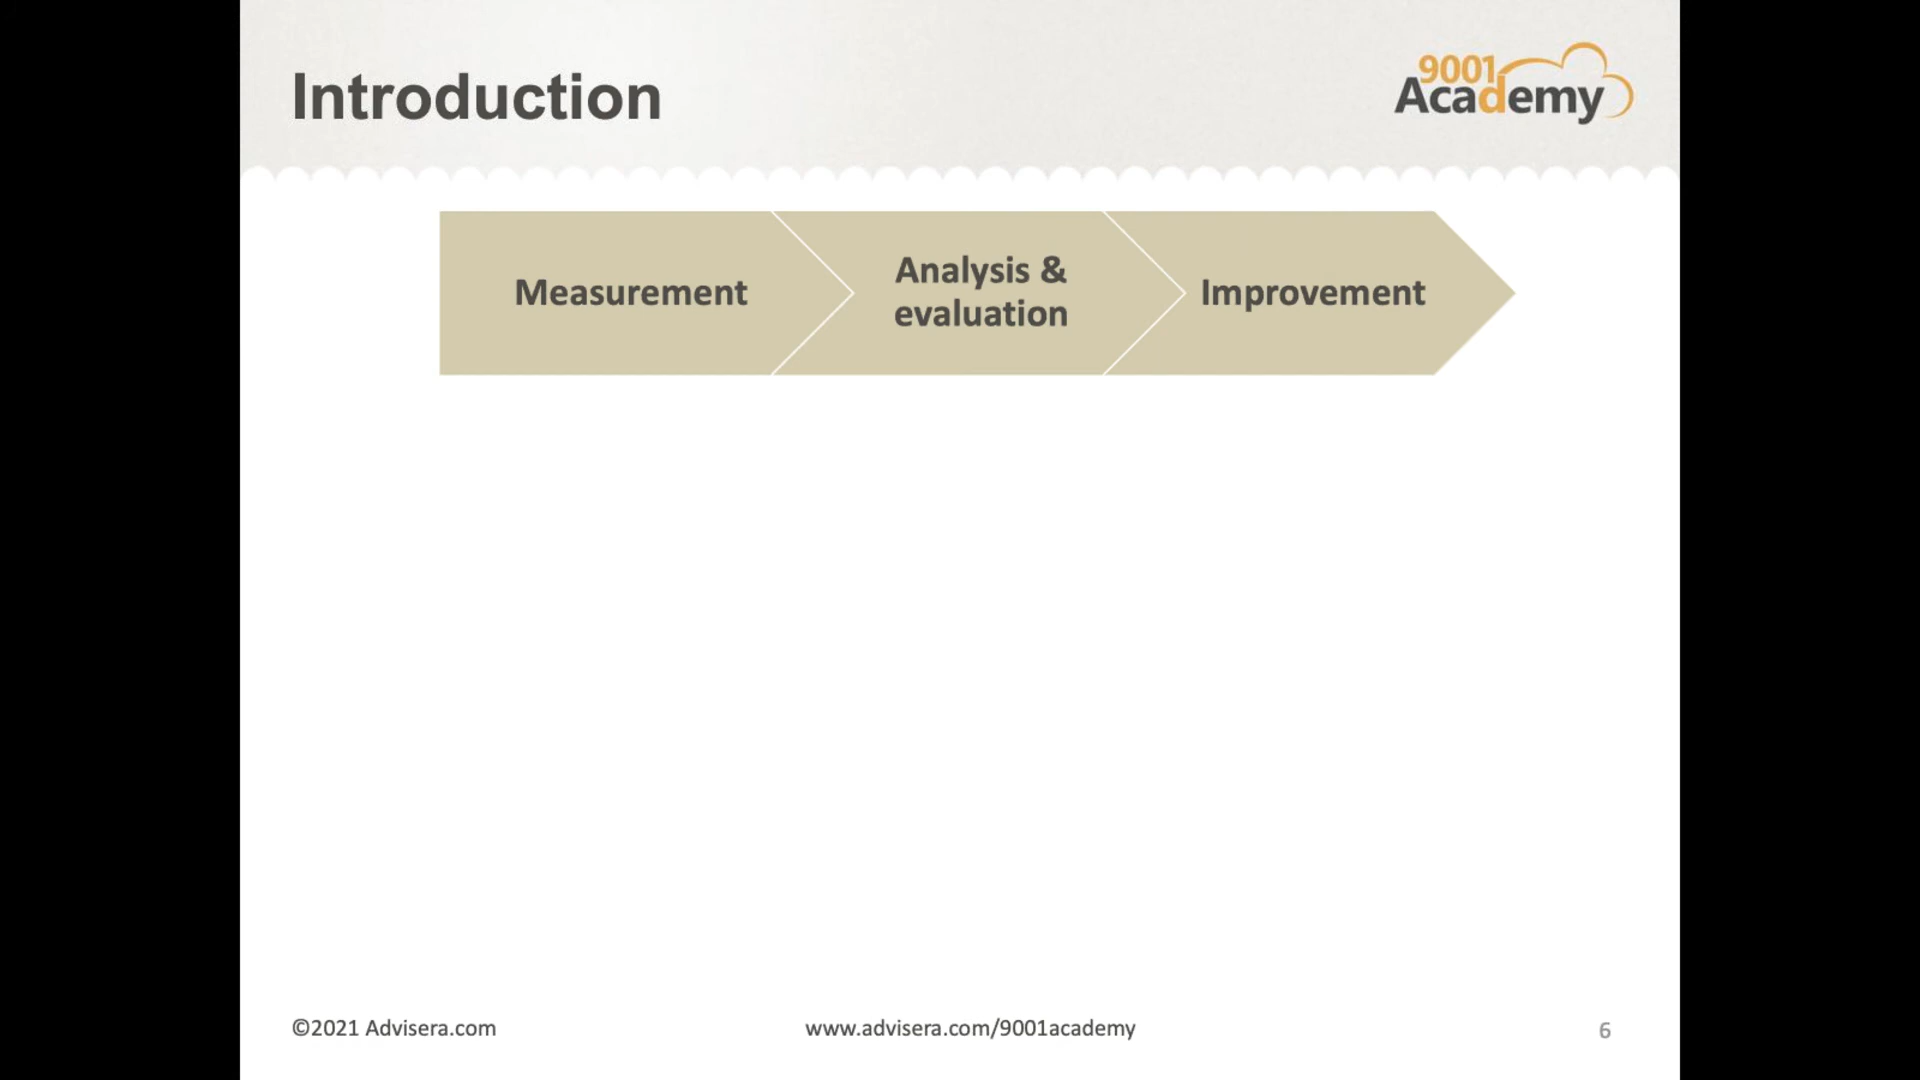 Introduction
9001
Academy
Measurement
Analysis &
evaluation
Improvement
©2021 Advisera.com
www.advisera.com/9001academy
6